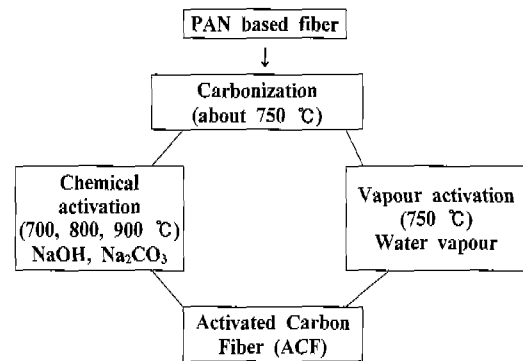 PAN based fiber
Carbonization
(about 750 ℃)
Chemical
activation
(700, 800, 900 ℃)
NaOH, Na₂CO₃
Vapour activation
(750 ℃)
Water vapour
Activated Carbon
Fiber (ACF)